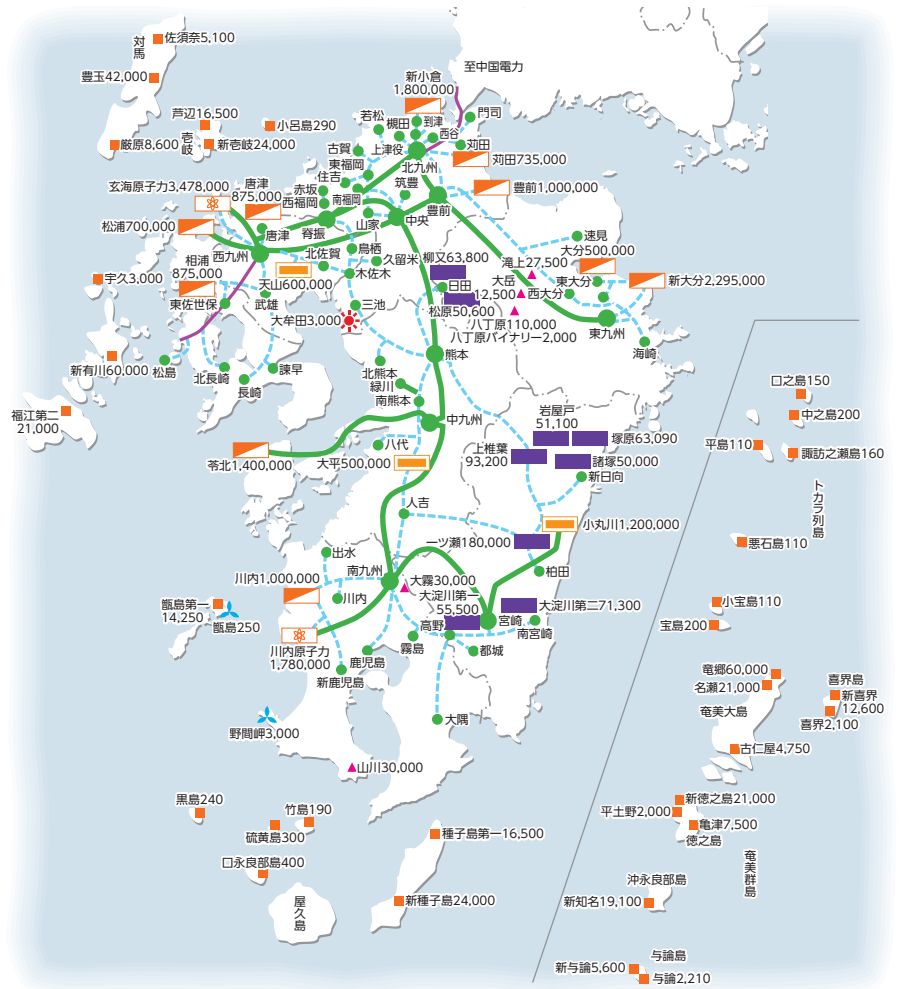 対馬
佐須奈5,100
豊玉42,000
芦辺16,500
小呂島290
厳原8,600
壱岐
新壱岐24,000
至中国電力
新小倉
1,800,000
若松
槻田
到津
門司
上津役
西谷
苅田
苅田735,000
古賀
東福岡
北九州
住吉
筑豊
豊前1,000,000
玄海原子力3,478,000
唐津
875,000
赤坂
西福岡
南福岡
豊前
松浦700,000
唐津
脊振
山家
中央
速見
西九州
北佐賀
鳥栖
久留米
柳又63,800
滝上27,500
大分500,000
相浦
875,000
宇久3,000
天山600,000
木佐木
日田
大岳
12,500
西大分
東大分
新大分2,295,000
東佐世保
武雄
三池
大牟田3,000
松原50,600
八丁原110,000
八丁原バイナリー2,000
東九州
海崎
新有川60,000
松島
北長崎
長崎
諫早
北熊本
熊本
緑川
南熊本
福江第二
21,000
中九州
岩屋戸
51,100
塚原63,090
苓北1,400,000
八代
大平500,000
上椎葉
93,200
諸塚50,000
新日向
人吉
小丸川1,200,000
一ツ瀬180,000
出水
南九州
柏田
川内1,000,000
大霧30,000
川内
大淀川第一
55,500
大淀川第二71,300
甑島第一
14,250
甑島250
高野
宮崎
南宮崎
川内原子力
1,780,000
鹿児島
霧島
都城
新鹿児島
大隅
野間岬3,000
山川30,000
黒島240
竹島190
硫黄島300
口永良部島400
屋久島
種子島第一16,500
新種子島24,000
口之島150
中之島200
平島110
諏訪之瀬島160
トカラ列島
悪石島110
小宝島110
宝島200
竜郷60,000
名瀬21,000
喜界島
新喜界
12,600
喜界2,100
奄美大島
古仁屋4,750
新徳之島21,000
平土野2,000
亀津7,500
徳之島
奄美群島
沖永良部島
新知名19,100
与論島
新与論5,600
与論2,210